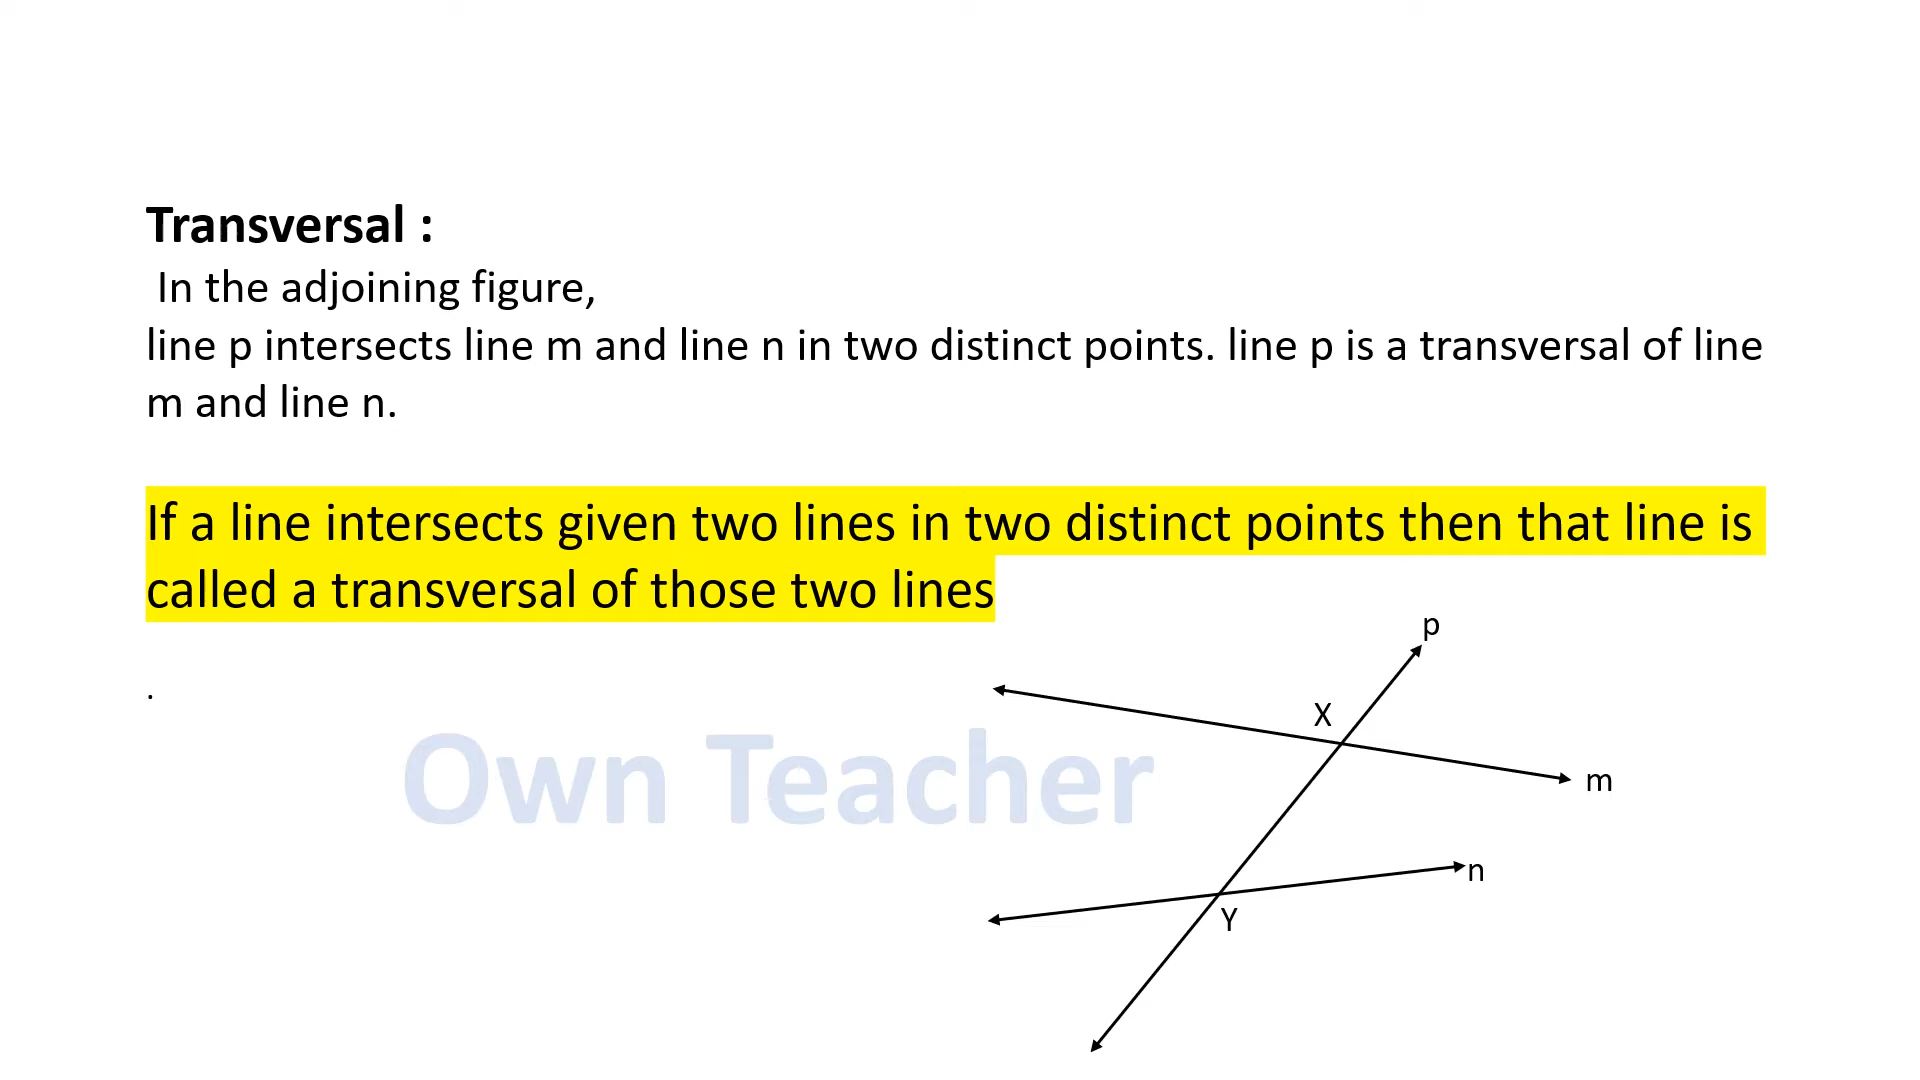 Transversal :
In the adjoining figure,
line p intersects line m and line n in two distinct points. line p is a transversal of line
m and line n.
If a line intersects given two lines in two distinct points then that line is
called a transversal of those two lines
.
p
X
m
Own Teacher
n
Y